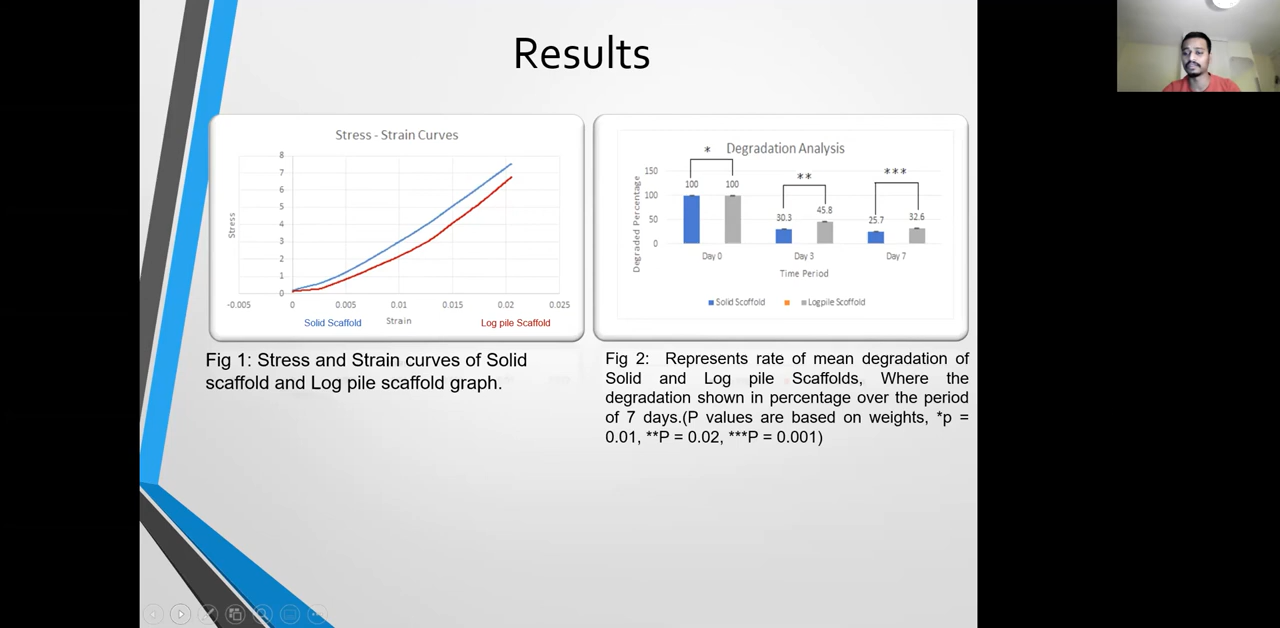 Results
Stress - Strain Curves
8
7
6
5
4
3
2
1
0
Stress
-0.005
0
0.005
0.01
0.015
0.02
0.025
Solid Scaffold
Strain
Log pile Scaffold
Fig 1: Stress and Strain curves of Solid
scaffold and Log pile scaffold graph.
Degradation Analysis
*
**
***
150
100
50
0
Degraded Percentage
100
100
30.3
45.8
25.7
32.6
Day 0
Day 3
Day 7
Time Period
Solid Scoffold
Logpile Scaffold
Fig 2: Represents rate of mean degradation of
Solid and Log pile Scaffolds, Where the
degradation shown in percentage over the period
of 7 days.(P values are based on weights, *p =
0.01, **P = 0.02, ***P = 0.001)